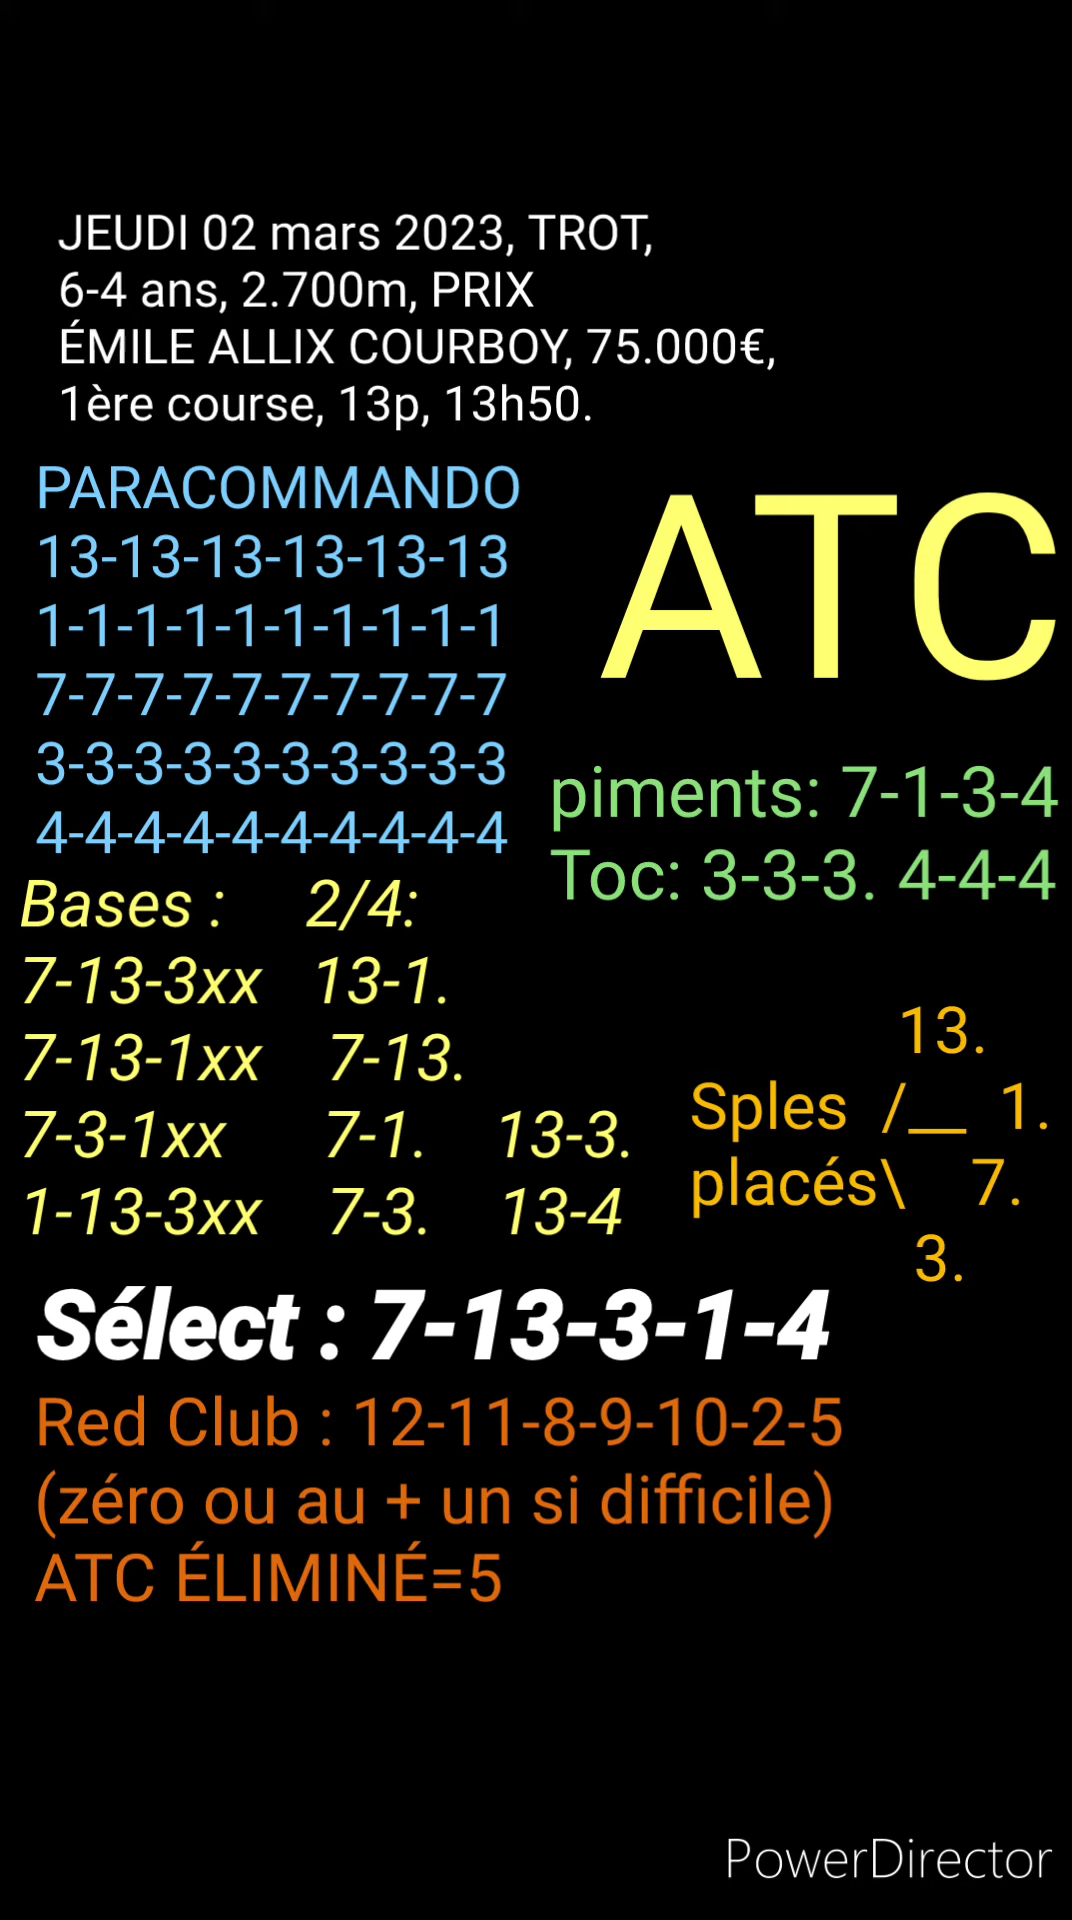 JEUDI 02 mars 2023, TROT,
6-4 ans, 2.700m, PRIX
ÉMILE ALLIX COURBOY, 75.000€,
1ère course, 13p, 13h50.
PARACOMMANDO
13-13-13-13-13-13
1-1-1-1-1-1-1-1-1-1
7-7-7-7-7-7-7-7-7-7
3-3-3-3-3-3-3-3-3-3
4-4-4-4-4-4-4-4-4-4
ATC
piments: 7-1-3-4
Toc: 3-3-3. 4-4-4
Bases : 2/4:
7-13-3xx 13-1.
7-13-1xx 7-13.
7-3-1xx 7-1. 13-3.
1-13-3xx 7-3. 13-4
13.
Sples /__ 1.
placés\ 7.
3.
Sélect : 7-13-3-1-4
Red Club : 12-11-8-9-10-2-5
(zéro ou au + un si difficile)
ATC ÉLIMINÉ=5
PowerDirector